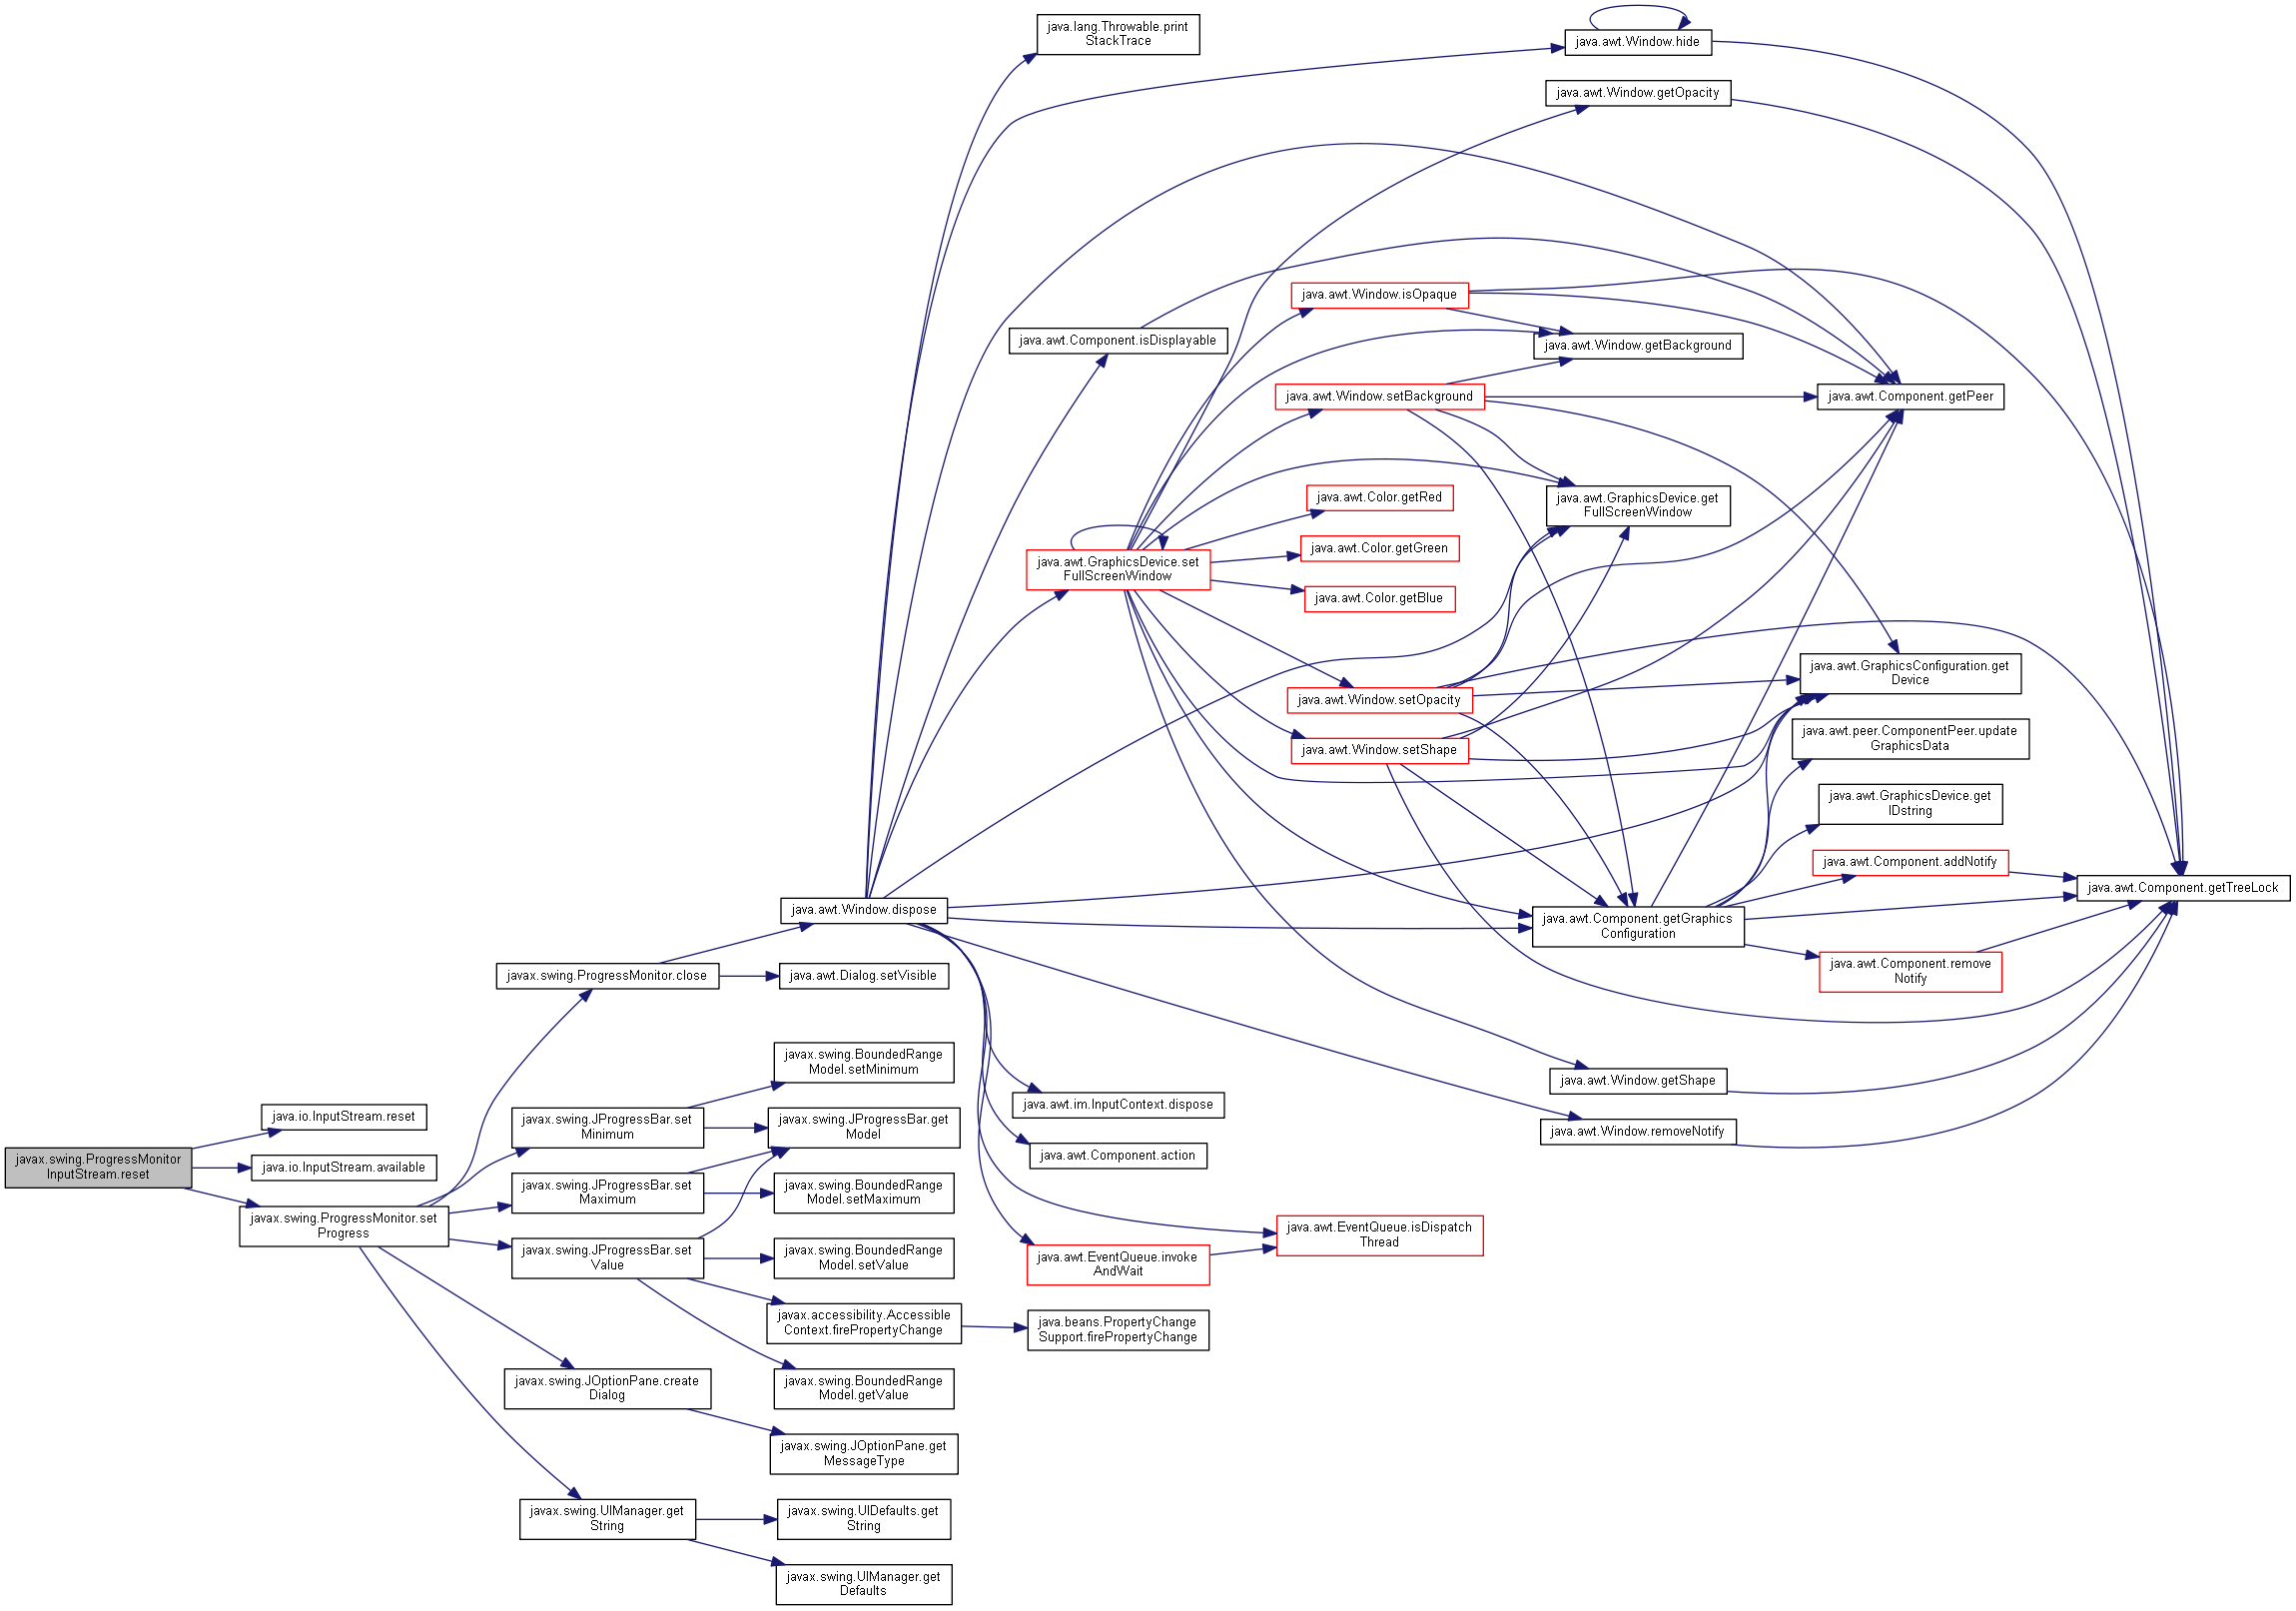 javax.swing.ProgressMonitor
InputStream.reset
java.io.InputStream.reset
java.io.InputStream.available
javax.swing.ProgressMonitor.set
Progress
javax.swing.ProgressMonitor.close
javax.swing.JProgressBar.set
Minimum
javax.swing.JProgressBar.set
Maximum
javax.swing.JProgressBar.set
Value
javax.swing.JOptionPane.create
Dialog
javax.swing.UIManager.get
String
java.awt.Window.dispose
java.awt.Dialog.setVisible
javax.swing.BoundedRange
Model.setMinimum
javax.swing.JProgressBar.get
Model
javax.swing.BoundedRange
Model.setMaximum
javax.swing.BoundedRange
Model.setValue
javax.accessibility.Accessible
Context.firePropertyChange
javax.swing.BoundedRange
Model.getValue
javax.swing.JOptionPane.get
MessageType
javax.swing.UIDefaults.get
String
javax.swing.UIManager.get
Defaults
java.lang.Throwable.print
StackTrace
java.awt.Component.isDisplayable
java.awt.GraphicsDevice.set
FullScreenWindow
java.awt.im.InputContext.dispose
java.awt.Component.action
java.awt.EventQueue.invoke
AndWait
java.beans.PropertyChange
Support.firePropertyChange
java.awt.Window.isOpaque
java.awt.Window.setBackground
java.awt.Color.getRed
java.awt.Color.getGreen
java.awt.Color.getBlue
java.awt.Window.setOpacity
java.awt.Window.setShape
java.awt.EventQueue.isDispatch
Thread
java.awt.Window.hide
java.awt.Window.getOpacity
java.awt.Window.getBackground
java.awt.GraphicsDevice.get
FullScreenWindow
java.awt.Component.getGraphics
Configuration
java.awt.Window.getShape
java.awt.Window.removeNotify
java.awt.Component.getPeer
java.awt.GraphicsConfiguration.get
Device
java.awt.peer.ComponentPeer.update
GraphicsData
java.awt.GraphicsDevice.get
IDstring
java.awt.Component.addNotify
java.awt.Component.remove
Notify
java.awt.Component.getTreeLock